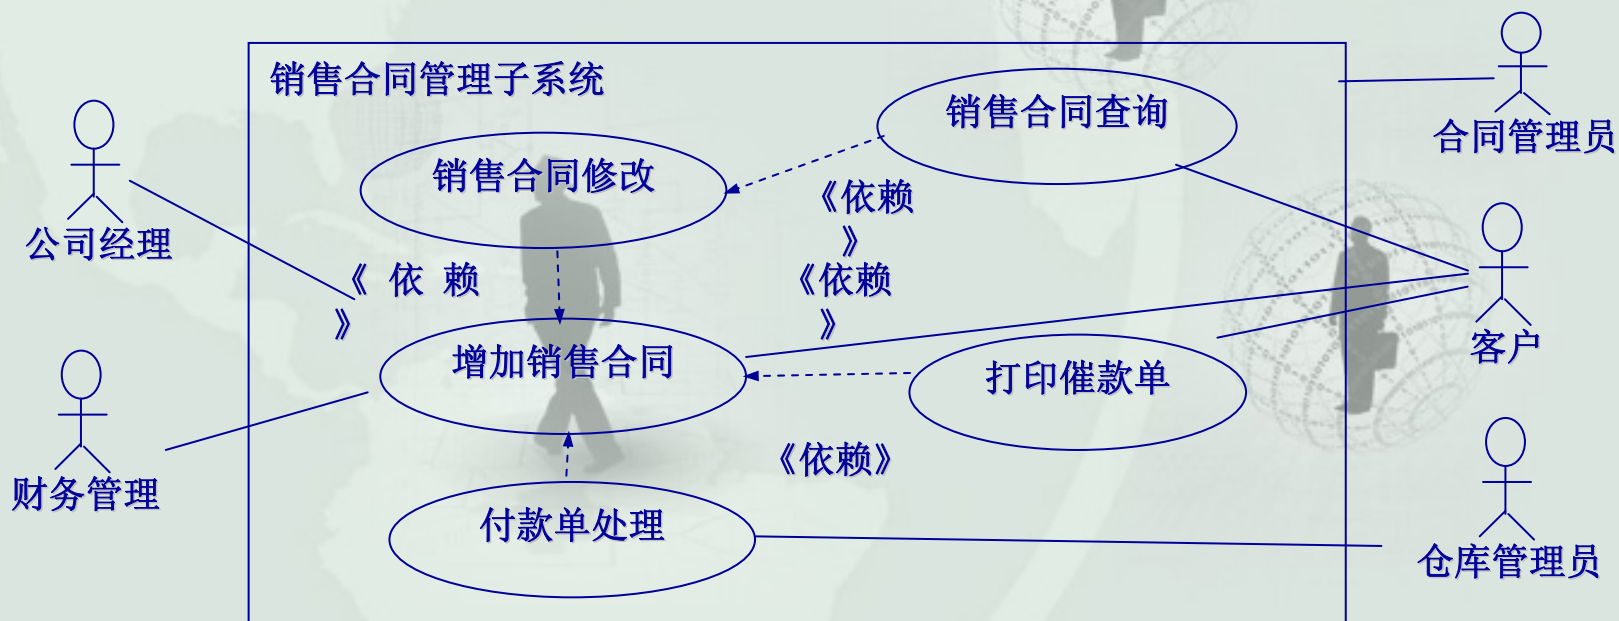 销售合同管理子系统
销售合同查询
合同管理员
公司经理
销售合同修改
《依赖
》
《 依 赖
》
《依赖
》
客户
增加销售合同
打印催款单
财务管理
《依赖》
付款单处理
仓库管理员